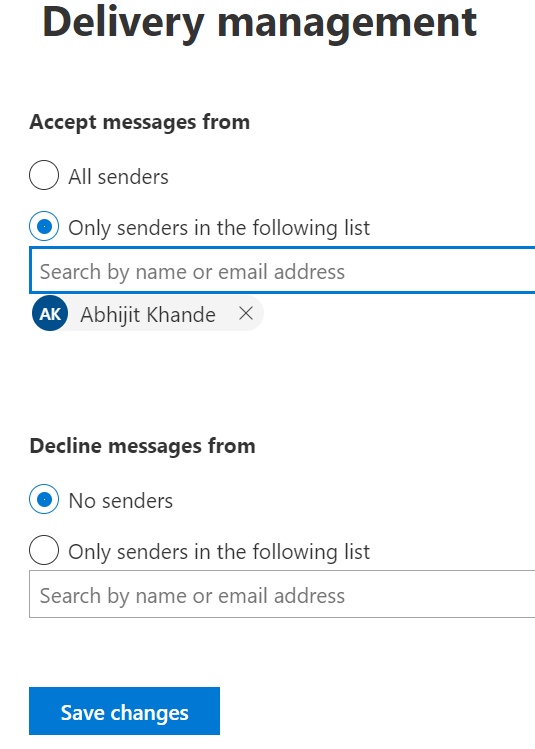 Delivery management
Accept messages from
All senders
Only senders in the following list
Search by name or email address
AK Abhijit Khande
Decline messages from
No senders
Only senders in the following list
Search by name or email address
Save changes